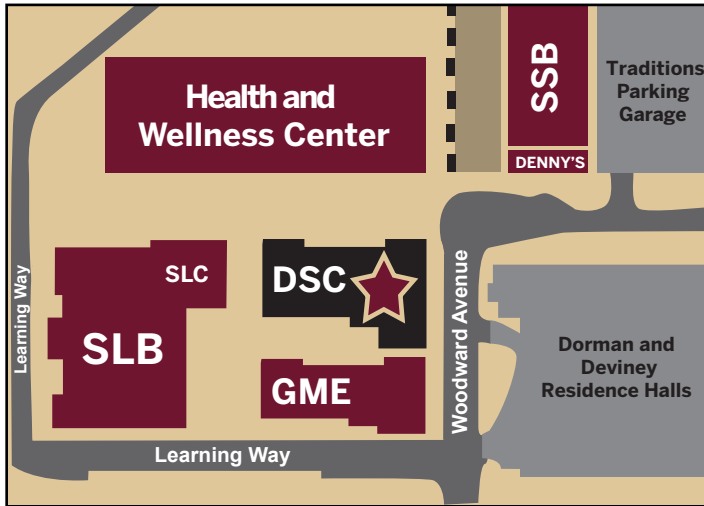 Health and
Wellness Center
SSB
DENNY'S
Traditions
Parking
Garage
Learning Way
SLC
SLB
DSC
GME
Woodward Avenue
Dorman and
Deviney
Residence Halls
Learning Way